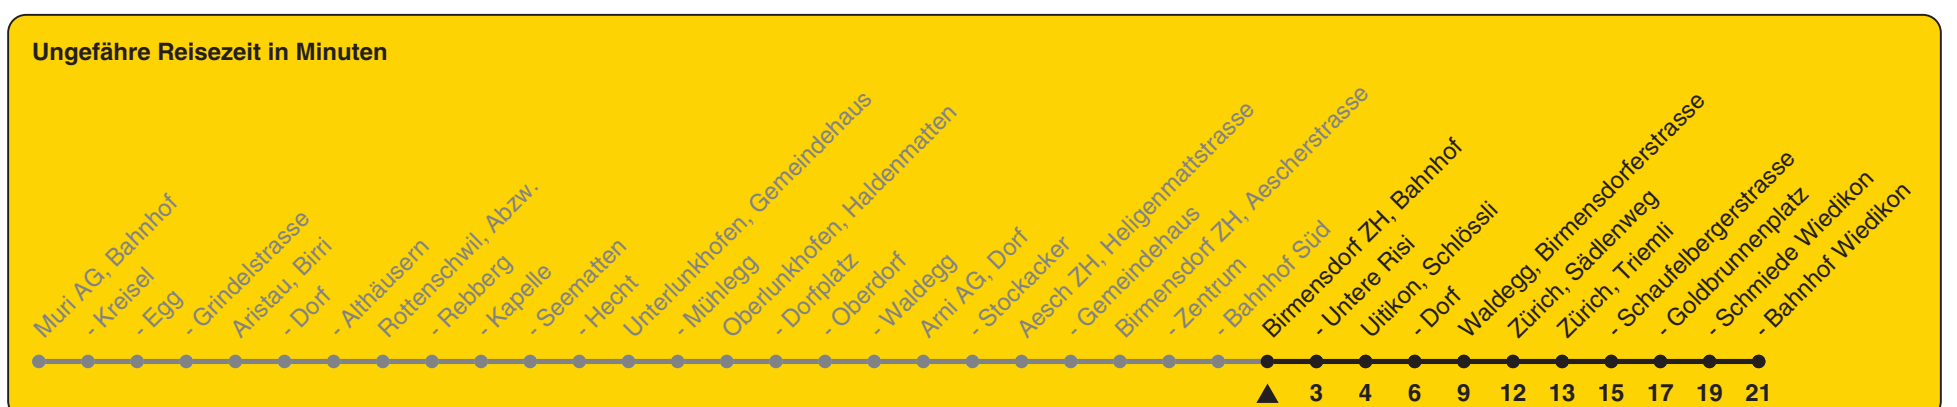 Ungefähre Reisezeit in Minuten
Muri AG, Bahnhof
- Kreisel
- Egg
- Grindelstrasse
Aristau, Birri
- Dorf
- Althäusern
Rottenschwil, Abzw.
- Rebberg
- Kapelle
- Seematten
- Hecht
Unterlunkhofen, Gemeindehaus
- Mühlegg
Oberlunkhofen, Haldenmatten
- Dorfplatz
- Oberdorf
- Waldegg
Arni AG, Dorf
- Stockacker
Aesch ZH, Heligenmattstrasse
- Gemeindehaus
Birmensdorf ZH, Aescherstrasse
- Zentrum
- Bahnhof Süd
Birmensdorf ZH, Bahnhof
- Untere Risi
Uitikon, Schlössli
- Dorf
Waldegg, Birmensdorferstrasse
Zürich, Sädlenweg
Zürich, Triemli
- Schaufelbergerstrasse
- Goldbrunnenplatz
- Schmiede Wiedikon
- Bahnhof Wiedikon
3 4 6 9 12 13 15 17 19 21